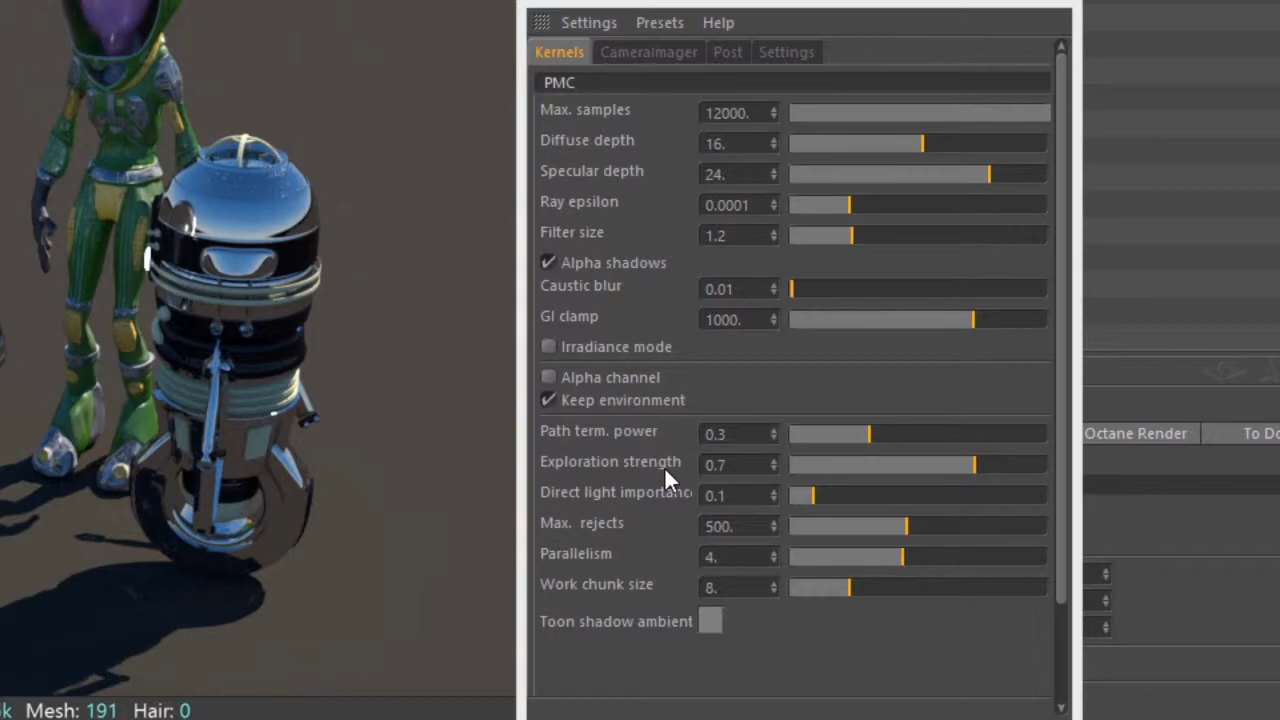 Settings Presets Help
Kernels CameraImager Post Settings
PMC
Max. samples 12000.
Diffuse depth 16.
Specular depth 24.
Ray epsilon 0.0001
Filter size 1.2
Alpha shadows
Caustic blur 0.01
GI clamp 1000.
Irradiance mode
Alpha channel
Keep environment
Path term. power 0.3
Exploration strength 0.7
Octane Render To Do
Direct light importanc 0.1
Max. rejects 500.
Parallelism 4.
Work chunk size 8.
Toon shadow ambient
k Mesh: 191 Hair: 0